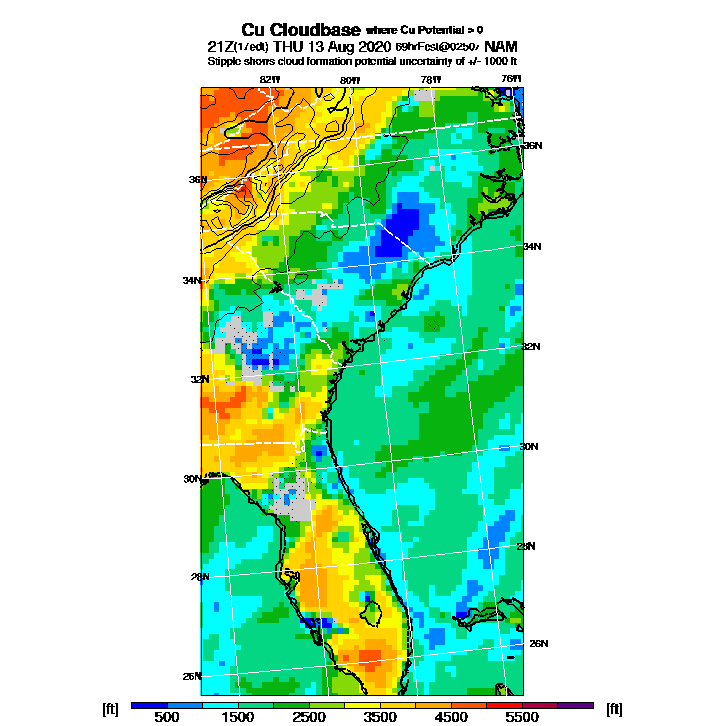 Cu Cloudbase where Cu Potential > 0
21Z(17edt) THU 13 Aug 2020 69hrFcst@0250z NAM
Stipple shows cloud formation potential uncertainty of +/- 1000 ft
82W 80W 78W 76W
36N
36N
34N
34N
32N
32N
30N
30N
28N
28N
26N
26N
[ft] [ft]
500 1500 2500 3500 4500 5500